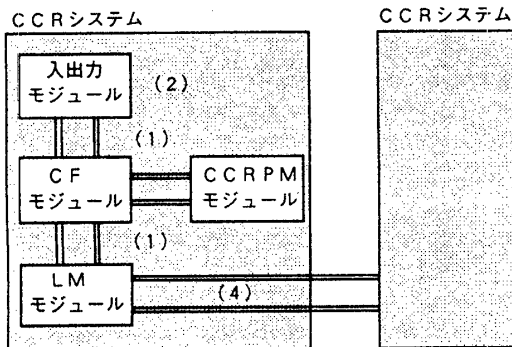 CCRシステム
CCRシステム
入出力
モジュール
(2)
(1)
CF
モジュール
CCRPM
モジュール
(1)
LM
モジュール
(4)